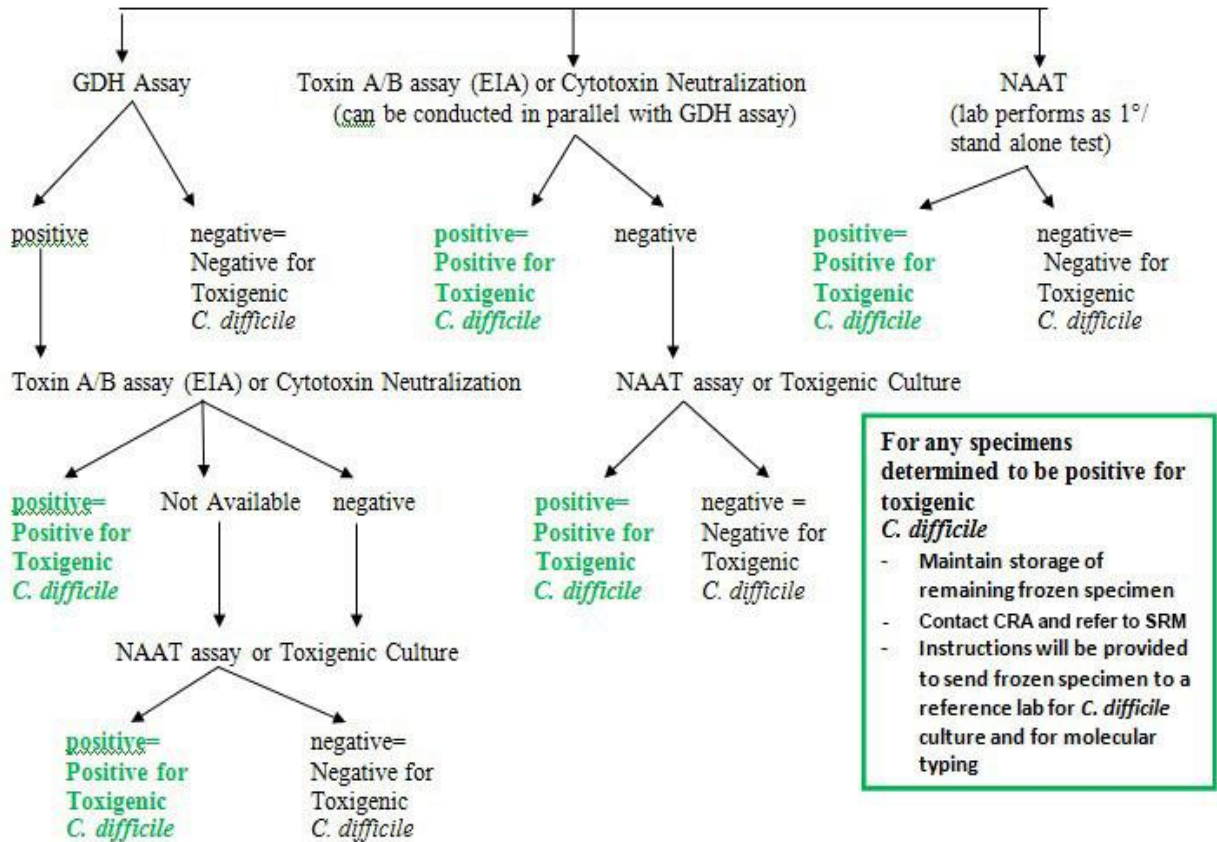 GDH Assay
Toxin A/B assay (EIA) or Cytotoxin Neutralization
(can be conducted in parallel with GDH assay)
NAAT
(lab performs as 1°/
stand alone test)
positive
negative=
Negative for
Toxigenic
C. difficile
positive=
Positive for
Toxigenic
C. difficile
negative
positive=
Positive for
Toxigenic
C. difficile
negative=
Negative for
Toxigenic
C. difficile
Toxin A/B assay (EIA) or Cytotoxin Neutralization
NAAT assay or Toxigenic Culture
positive=
Positive for
Toxigenic
C. difficile
Not Available
negative
positive=
Positive for
Toxigenic
C. difficile
negative =
Negative for
Toxigenic
C. difficile
NAAT assay or Toxigenic Culture
positive=
Positive for
Toxigenic
C. difficile
negative=
Negative for
Toxigenic
C. difficile
For any specimens
determined to be positive for
toxigenic
C. difficile
- Maintain storage of
remaining frozen specimen
- Contact CRA and refer to SRM
- Instructions will be provided
to send frozen specimen to a
reference lab for C. difficile
culture and for molecular
typing